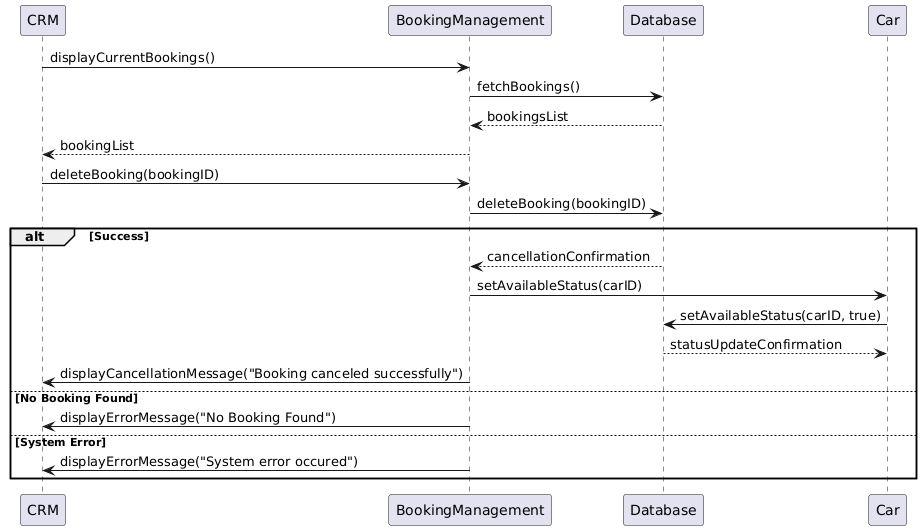 CRM BookingManagement Database Car
displayCurrentBookings()
fetchBookings()
bookingsList
bookingList
deleteBooking(bookingID)
deleteBooking(bookingID)
alt [Success]
cancellationConfirmation
setAvailableStatus(carID)
setAvailableStatus(carID, true)
statusUpdateConfirmation
displayCancellationMessage("Booking canceled successfully")
[No Booking Found]
displayErrorMessage("No Booking Found")
[System Error]
displayErrorMessage("System error occured")
CRM BookingManagement Database Car